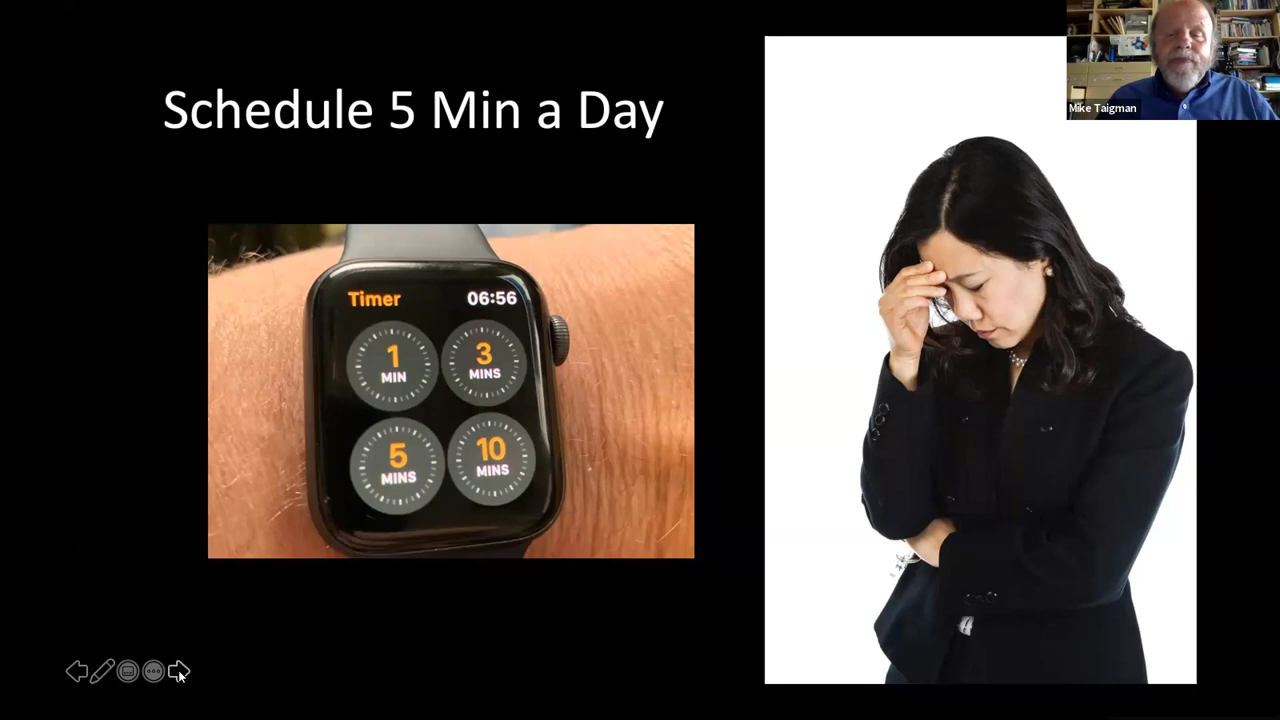 Schedule 5 Min a Day
Mike Taigman
Timer 06:56
1 MIN
3 MINS
5 MINS
10 MINS